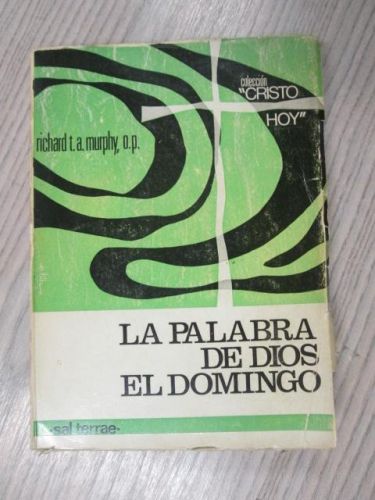 colección
"CRISTO
HOY"
richard t. a. murphy, o.p.
LA PALABRA
DE DIOS
EL DOMINGO
·sal terrae·